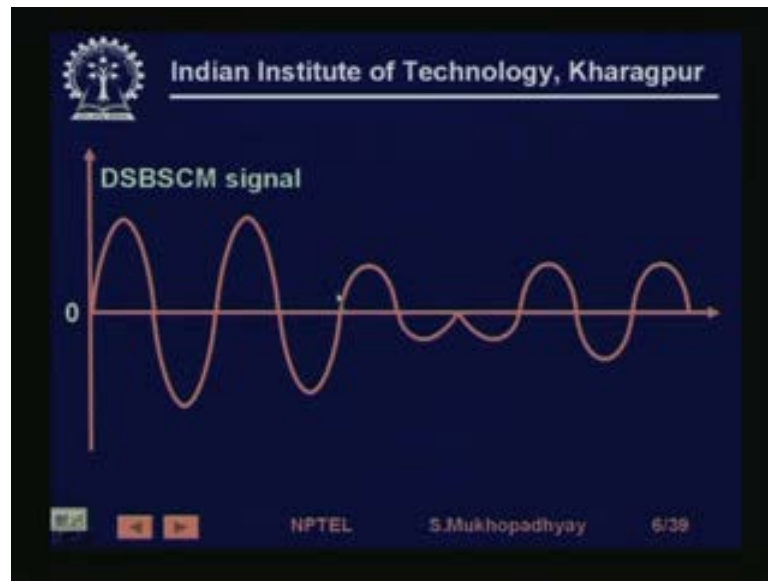 Indian Institute of Technology, Kharagpur
DSBSCM signal
0
NPTEL S.Mukhopadhyay 6/39